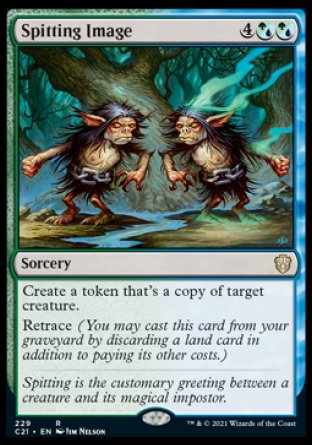 Spitting Image 4
Sorcery
Create a token that's a copy of target
creature.
Retrace (You may cast this card from your
graveyard by discarding a land card in
addition to paying its other costs.)
Spitting is the customary greeting between a
creature and its magical impostor.
229 R
C21 • EN Jim Nelson
™ & © 2021 Wizards of the Coast